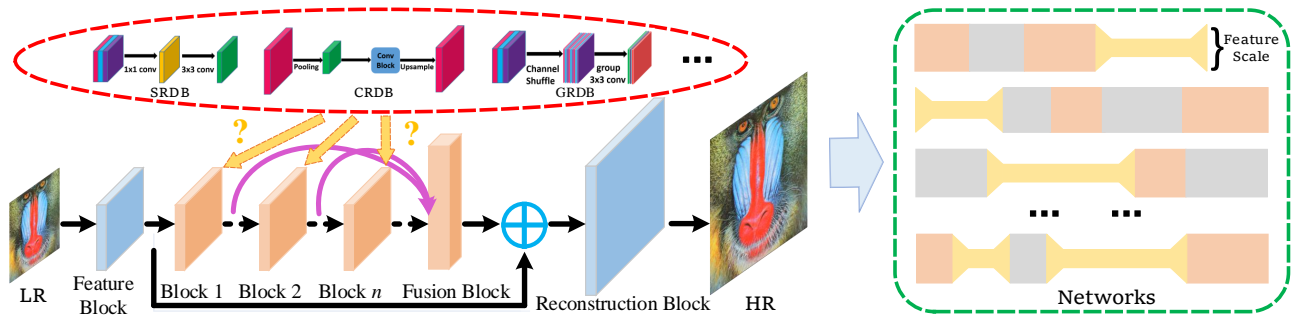 1x1 conv
3x3 conv
SRDB
Pooling
Conv
Block
Upsample
CRDB
Channel
Shuffle
group
3x3 conv
GRDB
...
?
?
LR
Feature
Block
Block 1
Block 2
Block n
Fusion Block
Reconstruction Block
HR
Feature
Scale
... ...
Networks